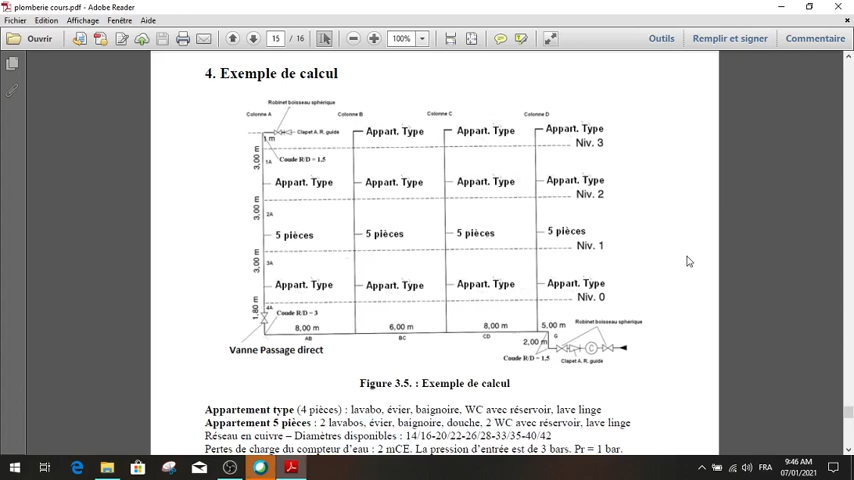 plomberie cours.pdf - Adobe Reader
Fichier Edition Affichage Fenêtre Aide
Ouvrir 15 / 16 100% Outils Remplir et signer Commentaire
4. Exemple de calcul
Robinet boisseau spherique
Colonne A Colonne B Colonne C Colonne D
Clapet A. R. guide Appart. Type Appart. Type Appart. Type
1 m
Niv. 3
Coude R/D = 1.5
3,00 m
1A
Appart. Type Appart. Type Appart. Type Appart. Type
Niv. 2
3,00 m
2A
5 pièces 5 pièces 5 pièces 5 pièces
Niv. 1
3,00 m
3A
Appart. Type Appart. Type Appart. Type Appart. Type
Niv. 0
1,80 m
4A
Coude R/D = 3
8,00 m 6,00 m 8,00 m 5,00 m
Robinet boisseau spherique
AB BC CD G
2,00 m
C
Vanne Passage direct
Coude R/D = 1.5
Clapet A. R. guide
Figure 3.5. : Exemple de calcul
Appartement type (4 pièces) : lavabo, évier, baignoire, WC avec réservoir, lave linge
Appartement 5 pièces : 2 lavabos, évier, baignoire, douche, 2 WC avec réservoir, lave linge
Réseau en cuivre – Diamètres disponibles : 14/16-20/22-26/28-33/35-40/42
Pertes de charge du compteur d'eau : 2 mCE. La pression d'entrée est de 3 bars. Pr = 1 bar.
FRA
9:46 AM
07/01/2021